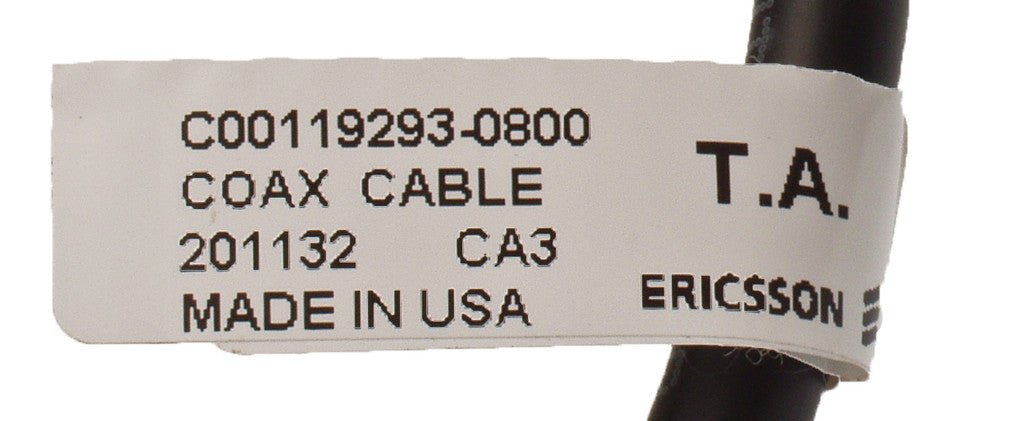 C00119293-0800
COAX CABLE
201132 CA3
MADE IN USA
T.A.
ERICSSON